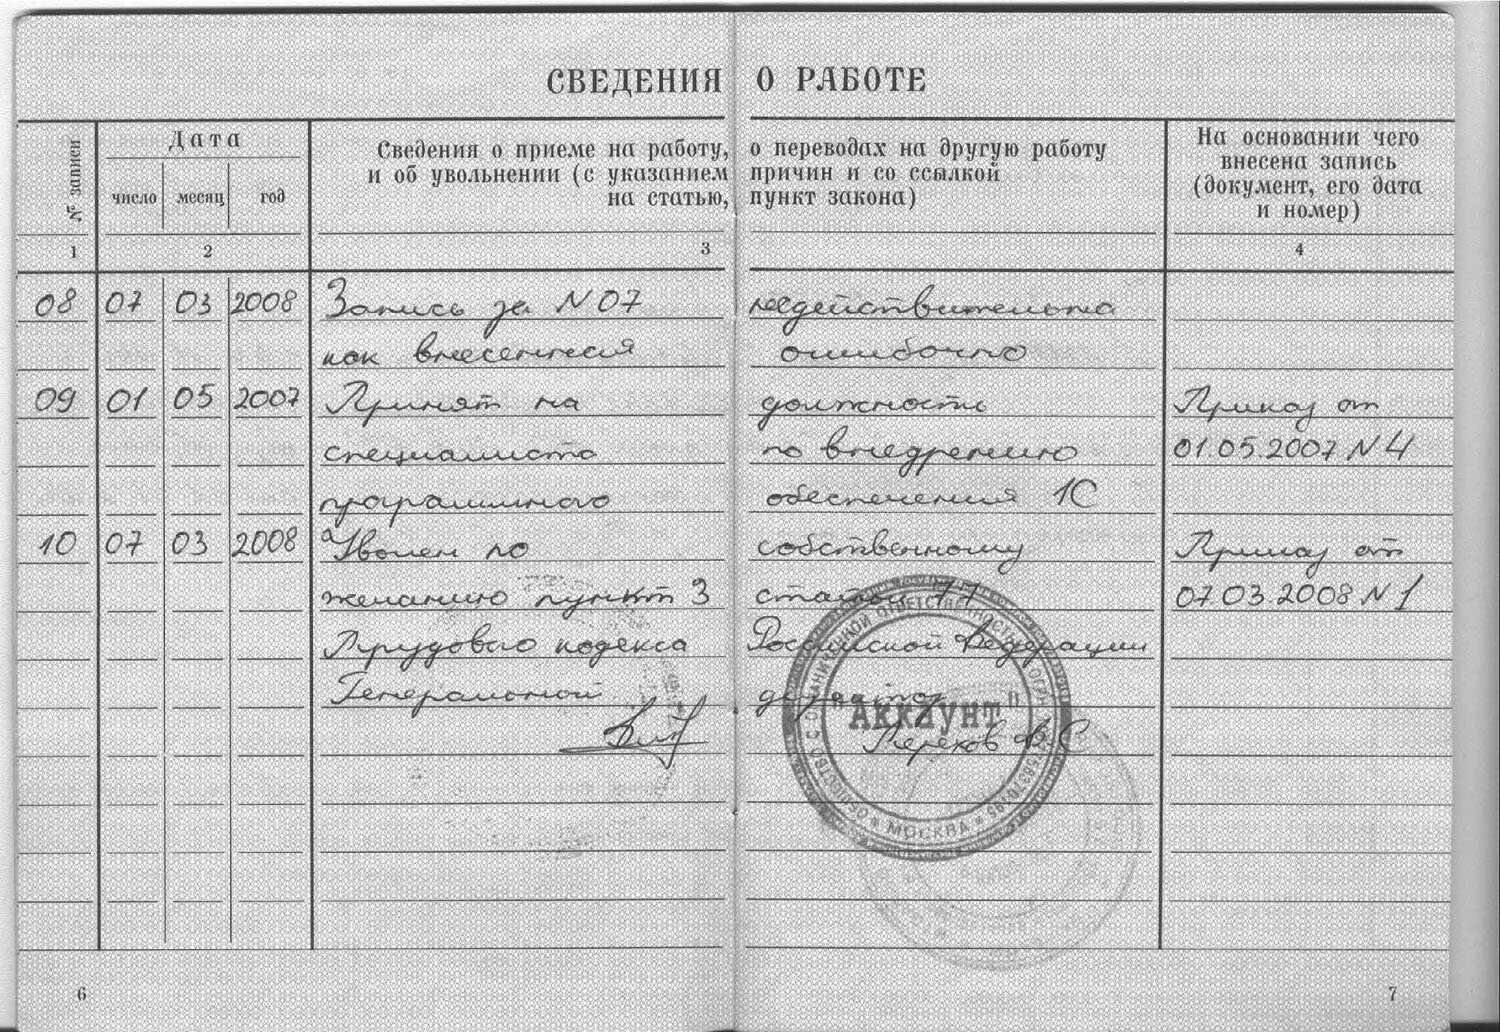 СВЕДЕНИЯ О РАБОТЕ
№ записи
Дата
число месяц год
Сведения о приеме на работу, о переводах на другую работу
и об увольнении (с указанием причин и со ссылкой
на статью, пункт закона)
На основании чего
внесена запись
(документ, его дата
и номер)
1 2 3 4
08 07 03 2008 Запись за N 07 недействительна
как внесенная ошибочно
09 01 05 2007 Принят на должность Приказ от
специалиста по внедрению 01.05.2007 N 4
программного обеспечения 1С
10 07 03 2008 Уволен по собственному Приказ от
желанию пункт 3 статьи 77 07.03.2008 N 1
Трудового кодекса Российской Федерации
Генеральный директор
"Аккаунт"
ОБЩЕСТВО С ОГРАНИЧЕННОЙ ОТВЕТСТВЕННОСТЬЮ ОГРН
* МОСКВА *
6
7